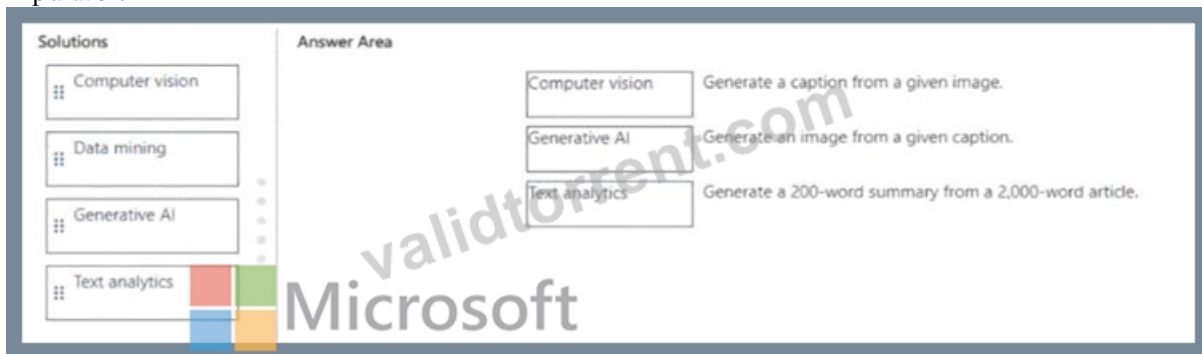 Solutions
Answer Area
Computer vision
Data mining
Generative AI
Text analytics
Computer vision Generate a caption from a given image.
Generative AI Generate an image from a given caption.
Text analytics Generate a 200-word summary from a 2,000-word article.
validtorrent.com
Microsoft